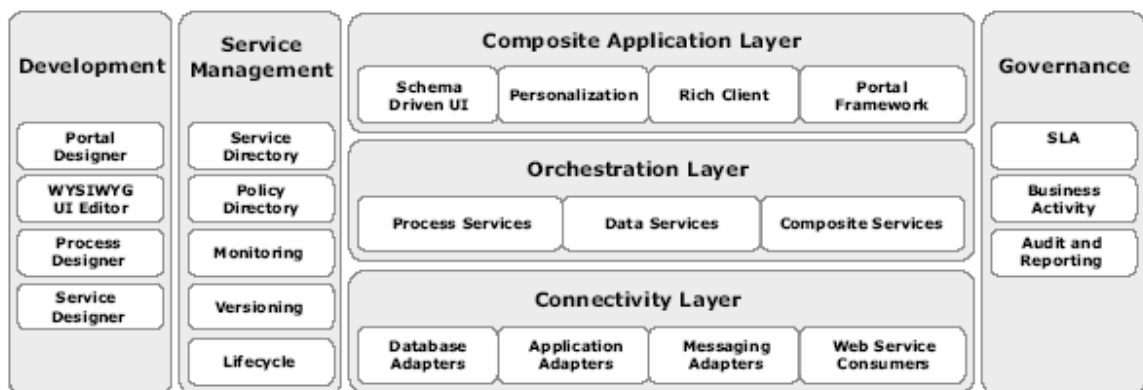 Development
Portal
Designer
WYSIWYG
UI Editor
Process
Designer
Service
Designer
Service
Management
Service
Directory
Policy
Directory
Monitoring
Versioning
Lifecycle
Composite Application Layer
Schema
Driven UI
Personalization
Rich Client
Portal
Framework
Orchestration Layer
Process Services
Data Services
Composite Services
Connectivity Layer
Database
Adapters
Application
Adapters
Messaging
Adapters
Web Service
Consumers
Governance
SLA
Business
Activity
Audit and
Reporting